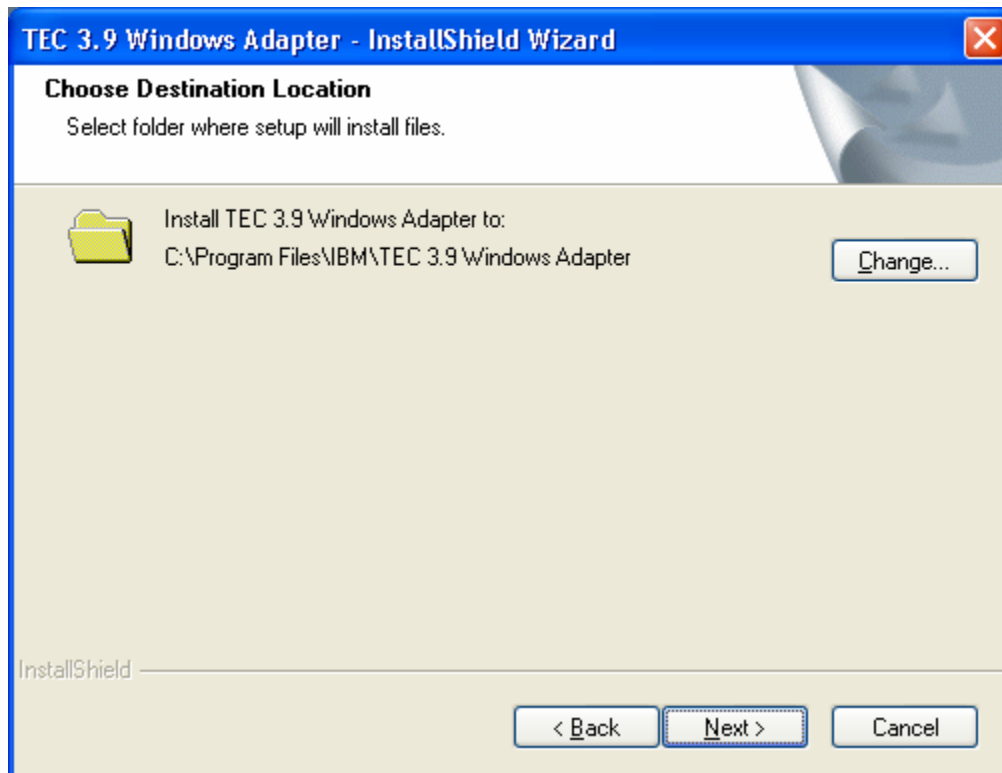 TEC 3.9 Windows Adapter - InstallShield Wizard
Choose Destination Location
Select folder where setup will install files.
Install TEC 3.9 Windows Adapter to:
C:\Program Files\IBM\TEC 3.9 Windows Adapter
Change...
InstallShield
< Back
Next >
Cancel